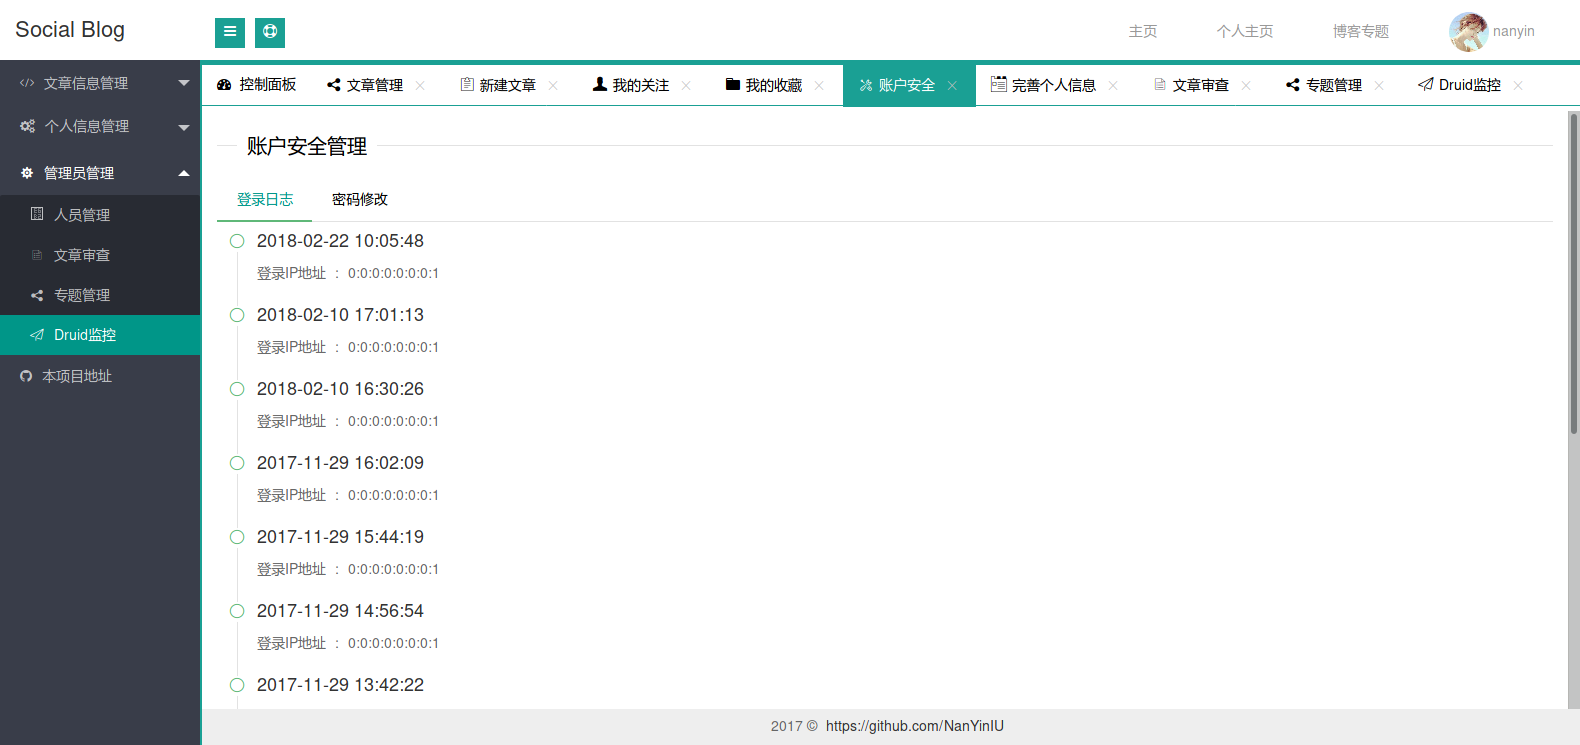 Social Blog
主页
个人主页
博客专题
nanyin
文章信息管理
个人信息管理
管理员管理
人员管理
文章审查
专题管理
Druid监控
本项目地址
控制面板
文章管理
新建文章
我的关注
我的收藏
账户安全
完善个人信息
文章审查
专题管理
Druid监控
账户安全管理
登录日志
密码修改
2018-02-22 10:05:48
登录IP地址 : 0:0:0:0:0:0:0:1
2018-02-10 17:01:13
登录IP地址 : 0:0:0:0:0:0:0:1
2018-02-10 16:30:26
登录IP地址 : 0:0:0:0:0:0:0:1
2017-11-29 16:02:09
登录IP地址 : 0:0:0:0:0:0:0:1
2017-11-29 15:44:19
登录IP地址 : 0:0:0:0:0:0:0:1
2017-11-29 14:56:54
登录IP地址 : 0:0:0:0:0:0:0:1
2017-11-29 13:42:22
2017 © https://github.com/NanYinIU